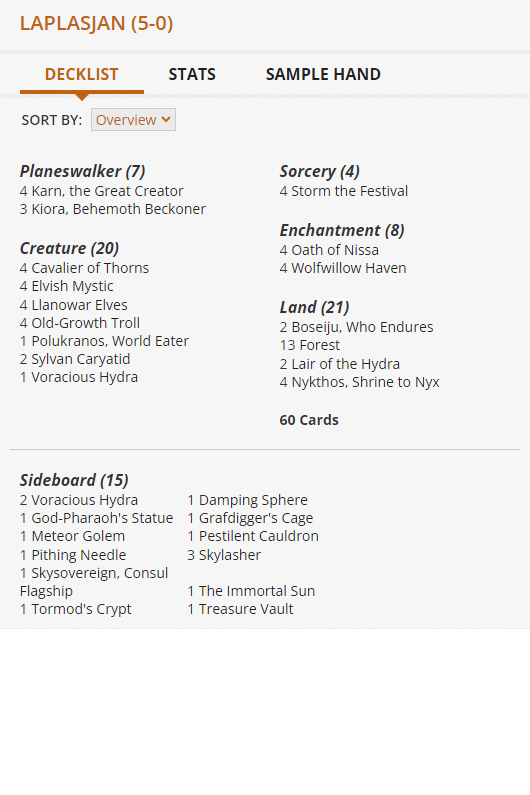 LAPLASJAN (5-0)
DECKLIST
STATS
SAMPLE HAND
SORT BY: Overview
Planeswalker (7)
4 Karn, the Great Creator
3 Kiora, Behemoth Beckoner
Creature (20)
4 Cavalier of Thorns
4 Elvish Mystic
4 Llanowar Elves
4 Old-Growth Troll
1 Polukranos, World Eater
2 Sylvan Caryatid
1 Voracious Hydra
Sorcery (4)
4 Storm the Festival
Enchantment (8)
4 Oath of Nissa
4 Wolfwillow Haven
Land (21)
2 Boseiju, Who Endures
13 Forest
2 Lair of the Hydra
4 Nykthos, Shrine to Nyx
60 Cards
Sideboard (15)
2 Voracious Hydra
1 God-Pharaoh's Statue
1 Meteor Golem
1 Pithing Needle
1 Skysovereign, Consul
Flagship
1 Tormod's Crypt
1 Damping Sphere
1 Grafdigger's Cage
1 Pestilent Cauldron
3 Skylasher
1 The Immortal Sun
1 Treasure Vault